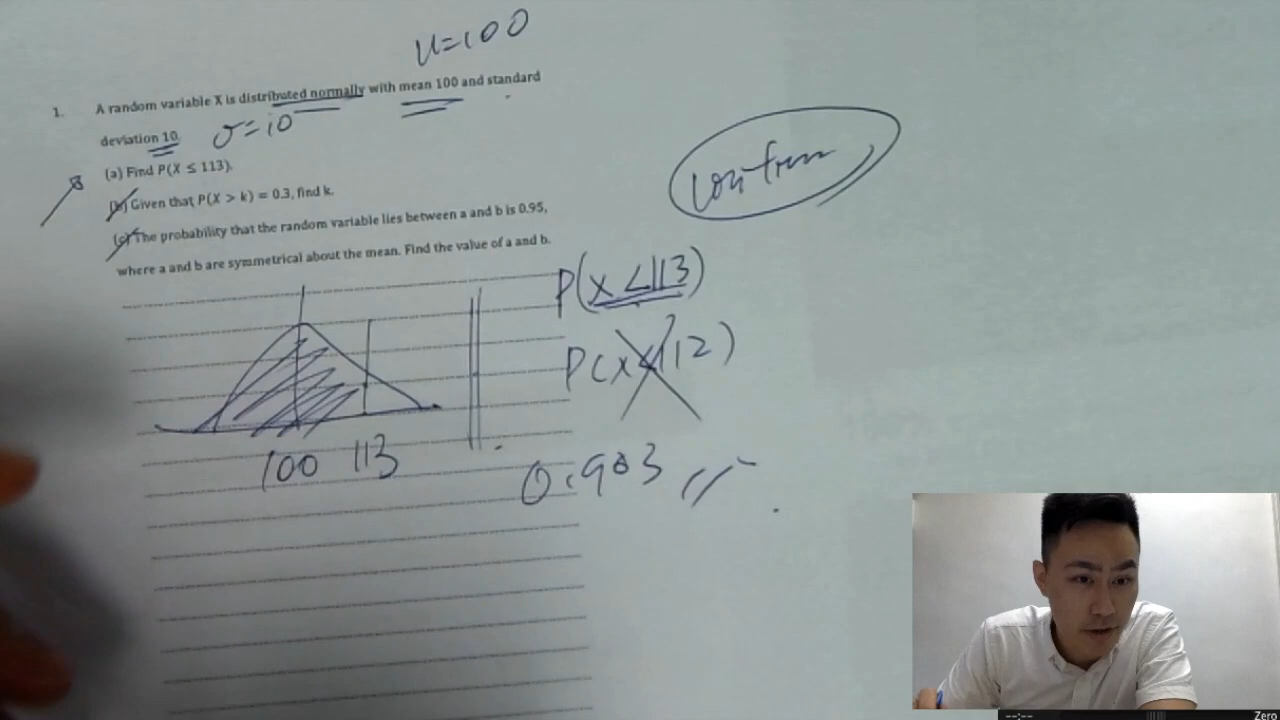 u=100
1. A random variable X is distributed normally with mean 100 and standard
deviation 10.
σ=10
(a) Find P(X ≤ 113).
(b) Given that P(X > k) = 0.3, find k.
(c) The probability that the random variable lies between a and b is 0.95,
where a and b are symmetrical about the mean. Find the value of a and b.
P(x<113)
P(x<112)
100 113
0.903
--:--
Zero